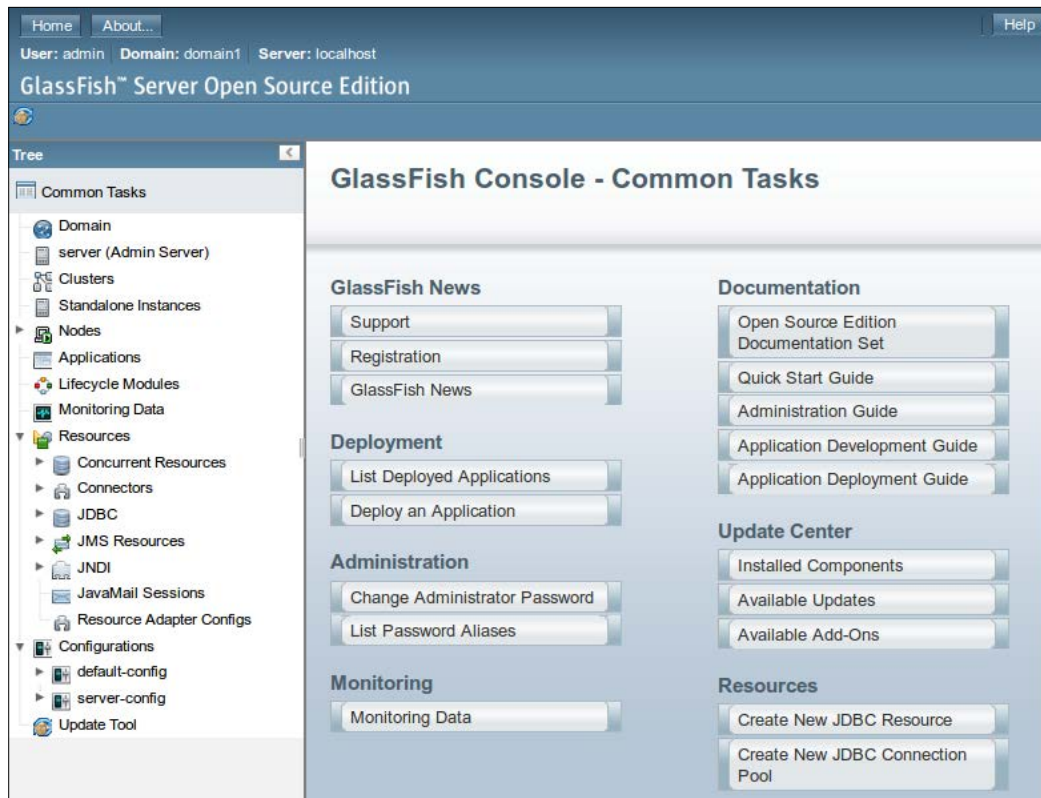 Home About... Help
User: admin Domain: domain1 Server: localhost
GlassFish™ Server Open Source Edition
Tree
Common Tasks
Domain
server (Admin Server)
Clusters
Standalone Instances
Nodes
Applications
Lifecycle Modules
Monitoring Data
Resources
Concurrent Resources
Connectors
JDBC
JMS Resources
JNDI
JavaMail Sessions
Resource Adapter Configs
Configurations
default-config
server-config
Update Tool
GlassFish Console - Common Tasks
GlassFish News
Support
Registration
GlassFish News
Deployment
List Deployed Applications
Deploy an Application
Administration
Change Administrator Password
List Password Aliases
Monitoring
Monitoring Data
Documentation
Open Source Edition
Documentation Set
Quick Start Guide
Administration Guide
Application Development Guide
Application Deployment Guide
Update Center
Installed Components
Available Updates
Available Add-Ons
Resources
Create New JDBC Resource
Create New JDBC Connection
Pool